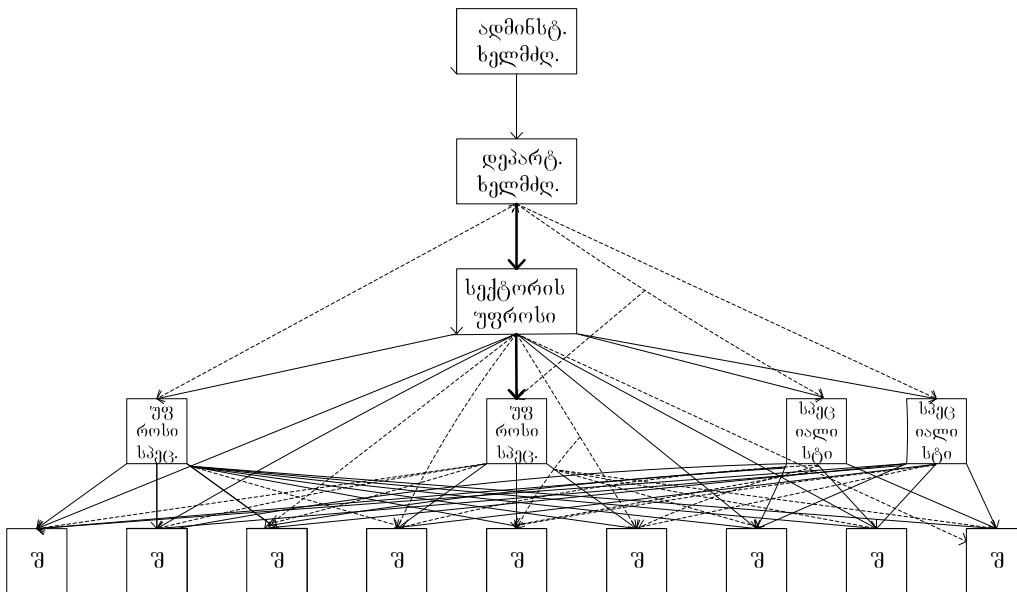 ადმინსტ.
ხელმძღ.
დეპარტ.
ხელმძღ.
სექტორის
უფროსი
უფ
როსი
სპეც.
უფ
როსი
სპეც.
სპეც
იალი
სტი
სპეც
იალი
სტი
შ
შ
შ
შ
შ
შ
შ
შ
შ